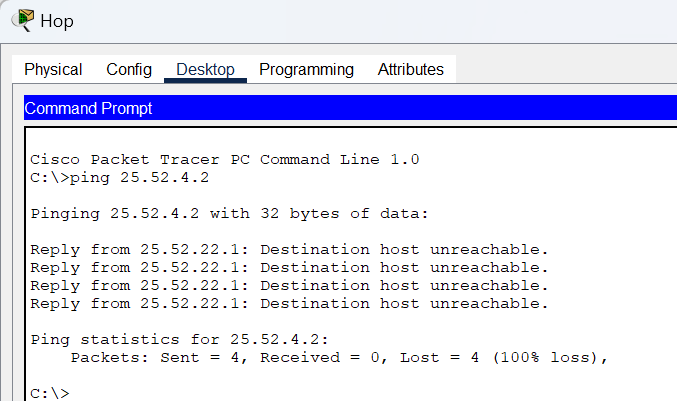 Hop
Physical Config Desktop Programming Attributes
Command Prompt
Cisco Packet Tracer PC Command Line 1.0
C:\>ping 25.52.4.2
Pinging 25.52.4.2 with 32 bytes of data:
Reply from 25.52.22.1: Destination host unreachable.
Reply from 25.52.22.1: Destination host unreachable.
Reply from 25.52.22.1: Destination host unreachable.
Reply from 25.52.22.1: Destination host unreachable.
Ping statistics for 25.52.4.2:
Packets: Sent = 4, Received = 0, Lost = 4 (100% loss),
C:\>